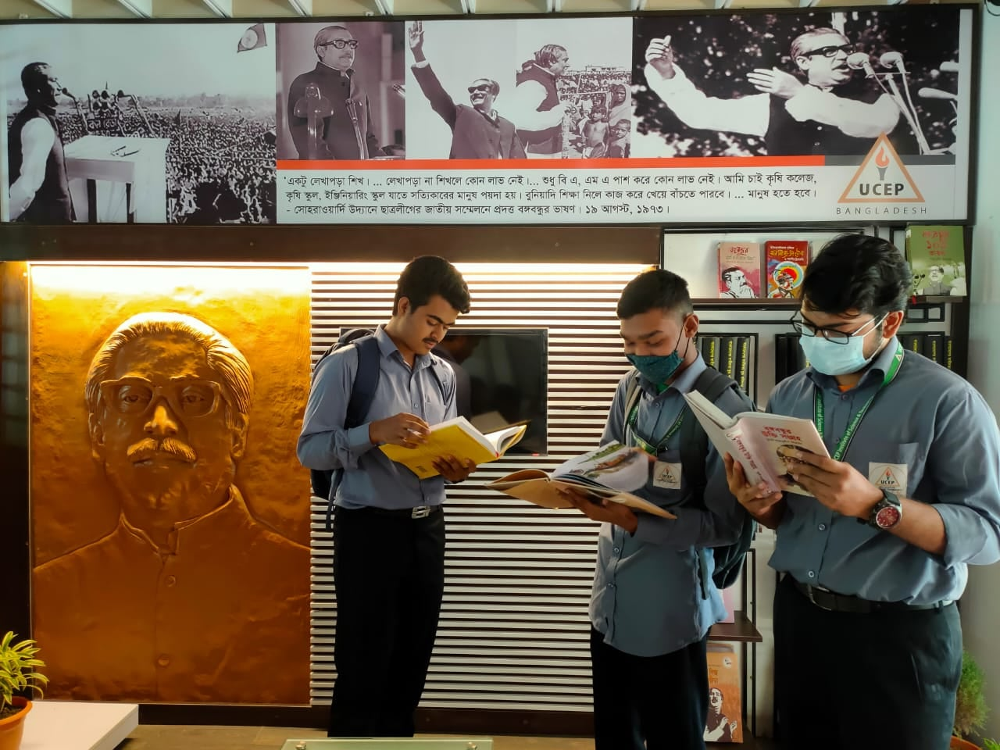 'একটু লেখাপড়া শিখ। ... লেখাপড়া না শিখলে কোন লাভ নেই।... শুধু বি এ, এম এ পাশ করে কোন লাভ নেই। আমি চাই কৃষি কলেজ,
কৃষি স্কুল, ইঞ্জিনিয়ারিং স্কুল যাতে সত্যিকারের মানুষ পয়দা হয়। বুনিয়াদি শিক্ষা নিলে কাজ করে খেয়ে বাঁচতে পারবে। ... মানুষ হতে হবে।
- সোহরাওয়ার্দি উদ্যানে ছাত্রলীগের জাতীয় সম্মেলনে প্রদত্ত বঙ্গবন্ধুর ভাষণ। ১৯ আগস্ট, ১৯৭৩।
UCEP
BANGLADESH
UCEP
UCEP